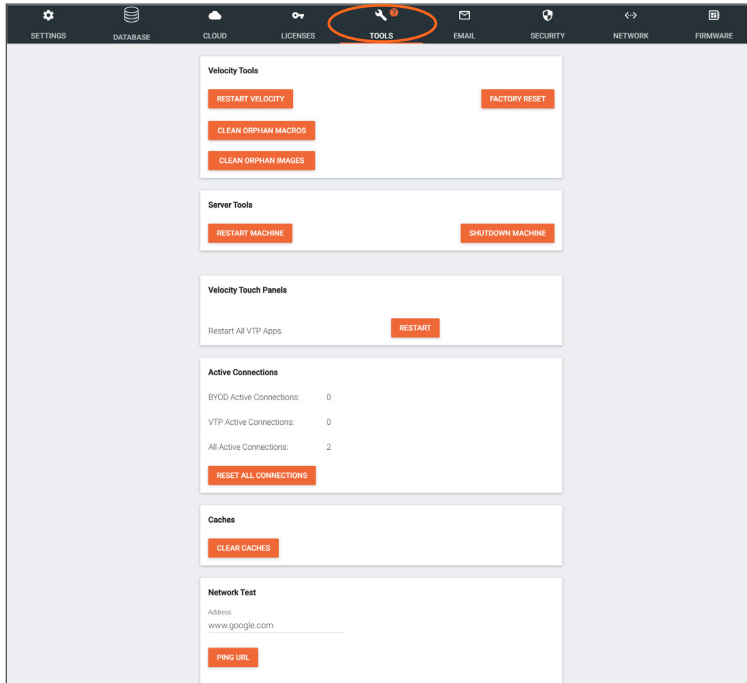 SETTINGS DATABASE CLOUD LICENSES TOOLS ? EMAIL SECURITY NETWORK FIRMWARE
Velocity Tools
RESTART VELOCITY FACTORY RESET
CLEAN ORPHAN MACROS
CLEAN ORPHAN IMAGES
Server Tools
RESTART MACHINE SHUTDOWN MACHINE
Velocity Touch Panels
Restart All VTP Apps. RESTART
Active Connections
BYOD Active Connections: 0
VTP Active Connections: 0
All Active Connections: 2
RESET ALL CONNECTIONS
Caches
CLEAR CACHES
Network Test
Address
www.google.com
PING URL